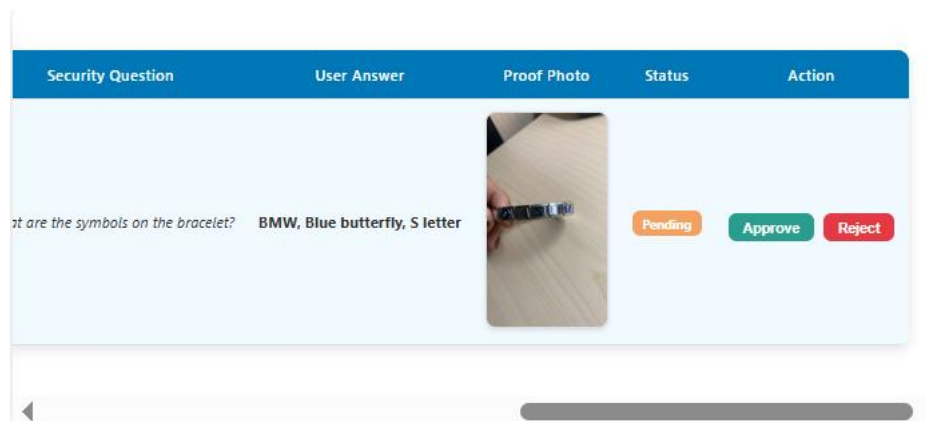 Security Question User Answer Proof Photo Status Action
at are the symbols on the bracelet? BMW, Blue butterfly, S letter Pending Approve Reject